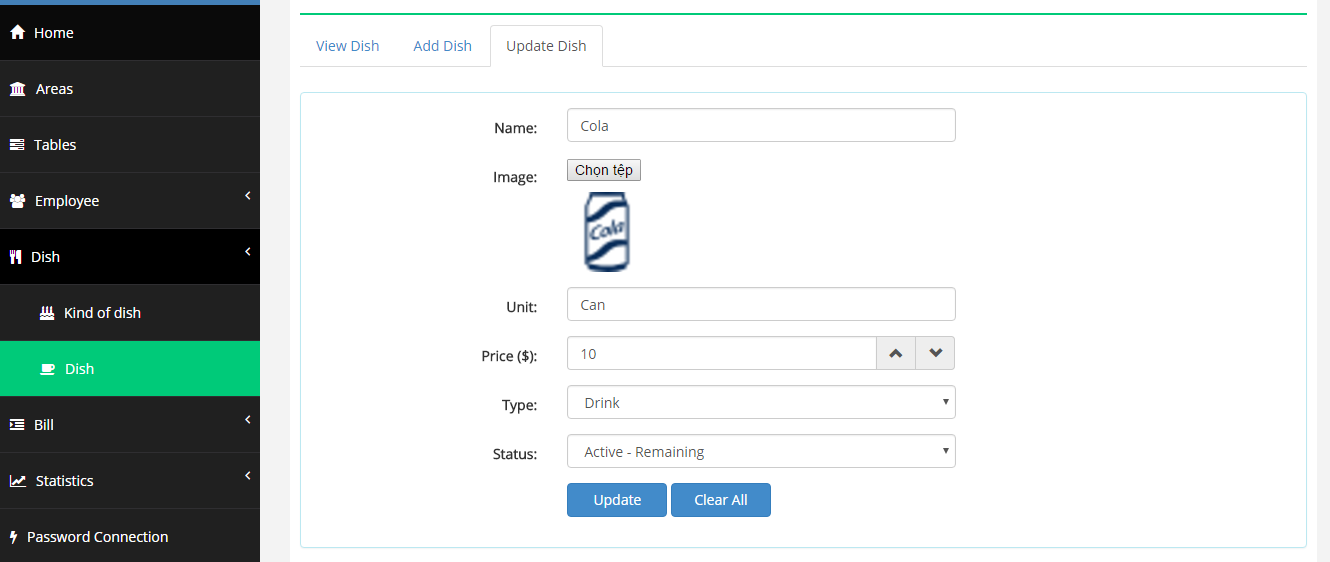 Home
Areas
Tables
Employee
Dish
Kind of dish
Dish
Bill
Statistics
Password Connection
View Dish Add Dish Update Dish
Name: Cola
Image: Chọn tệp
Cola
Unit: Can
Price ($): 10
Type: Drink
Status: Active - Remaining
Update Clear All